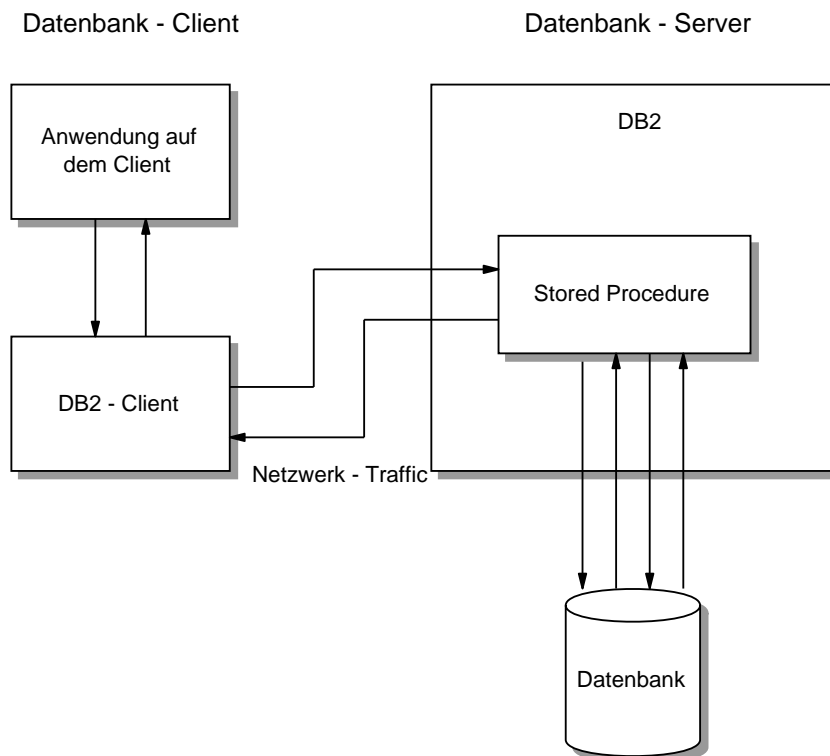 Datenbank - Client
Datenbank - Server
Anwendung auf
dem Client
DB2
Stored Procedure
DB2 - Client
Netzwerk - Traffic
Datenbank